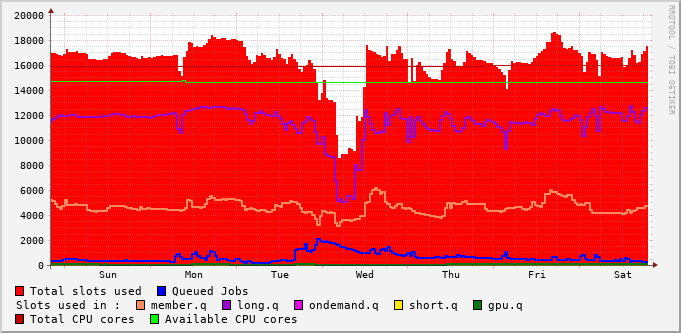 20000
18000
16000
14000
12000
10000
8000
6000
4000
2000
0
Sun Mon Tue Wed Thu Fri Sat
RRDTOOL / TOBI OETIKER
Total slots used Queued Jobs
Slots used in : member.q long.q ondemand.q short.q gpu.q
Total CPU cores Available CPU cores